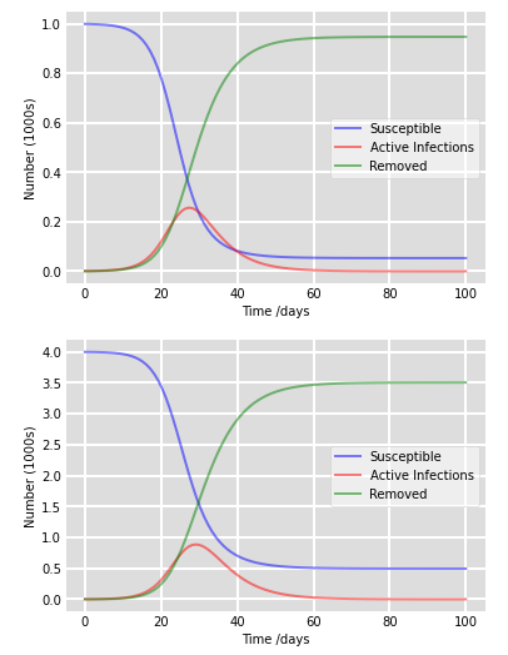 1.0
0.8
0.6
0.4
0.2
0.0
Number (1000s)
Susceptible
Active Infections
Removed
0 20 40 60 80 100
Time /days
4.0
3.5
3.0
2.5
2.0
1.5
1.0
0.5
0.0
Number (1000s)
Susceptible
Active Infections
Removed
0 20 40 60 80 100
Time /days